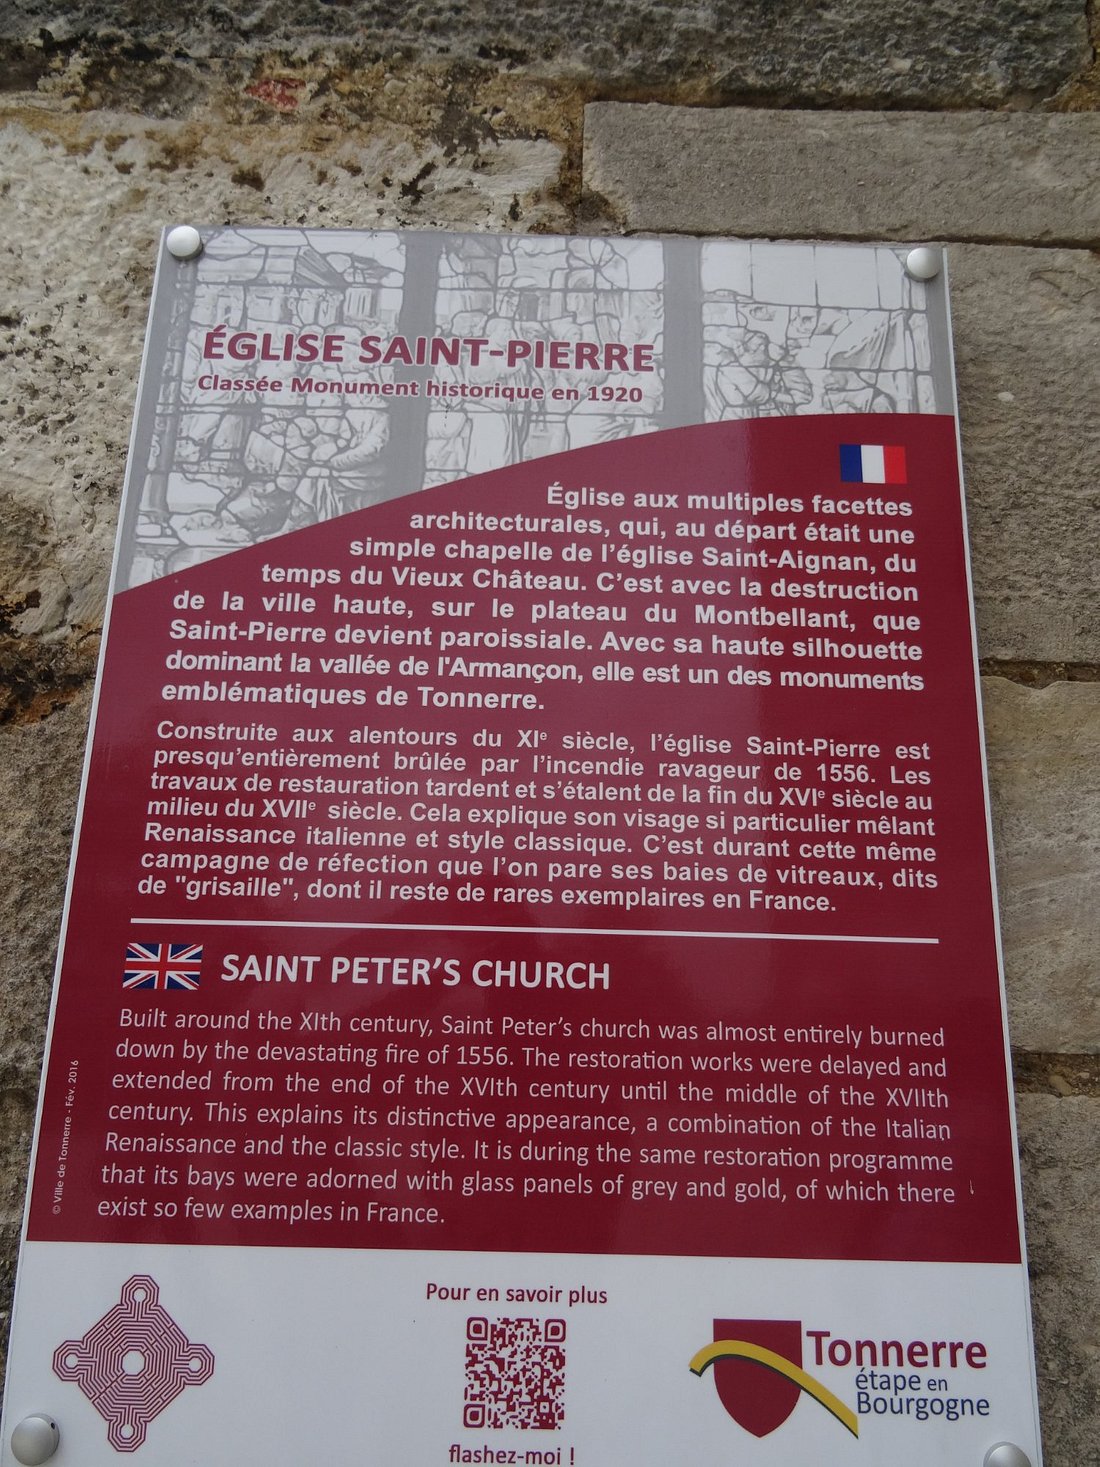 ÉGLISE SAINT-PIERRE
Classée Monument historique en 1920
Église aux multiples facettes
architecturales, qui, au départ était une
simple chapelle de l'église Saint-Aignan, du
temps du Vieux Château. C'est avec la destruction
de la ville haute, sur le plateau du Montbellant, que
Saint-Pierre devient paroissiale. Avec sa haute silhouette
dominant la vallée de l'Armançon, elle est un des monuments
emblématiques de Tonnerre.
Construite aux alentours du XIe siècle, l'église Saint-Pierre est
presqu'entièrement brûlée par l'incendie ravageur de 1556. Les
travaux de restauration tardent et s'étalent de la fin du XVIe siècle au
milieu du XVIIe siècle. Cela explique son visage si particulier mêlant
Renaissance italienne et style classique. C'est durant cette même
campagne de réfection que l'on pare ses baies de vitreaux, dits
de "grisaille", dont il reste de rares exemplaires en France.
SAINT PETER'S CHURCH
Built around the XIth century, Saint Peter's church was almost entirely burned
down by the devastating fire of 1556. The restoration works were delayed and
extended from the end of the XVIth century until the middle of the XVIIth
century. This explains its distinctive appearance, a combination of the Italian
Renaissance and the classic style. It is during the same restoration programme
that its bays were adorned with glass panels of grey and gold, of which there
exist so few examples in France.
© Ville de Tonnerre - Fév. 2016
Pour en savoir plus
flashez-moi !
Tonnerre
étape en
Bourgogne